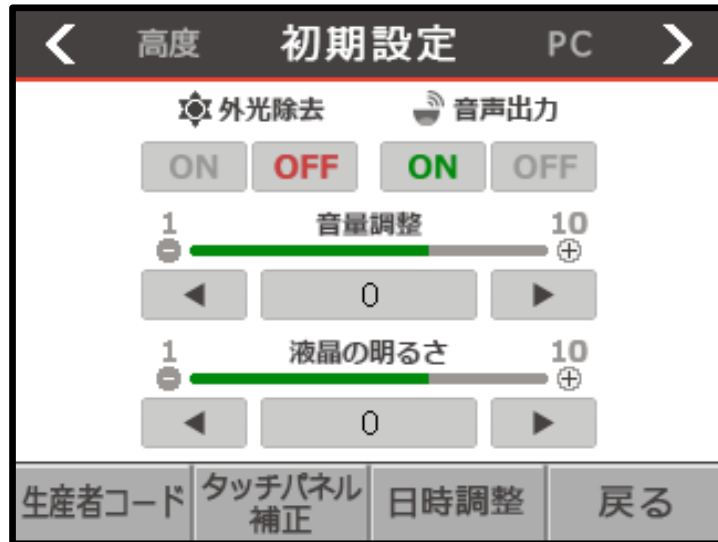 高度 初期設定 PC
外光除去 音声出力
ON OFF ON OFF
1 音量調整 10
0
1 液晶の明るさ 10
0
生産者コード タッチパネル補正 日時調整 戻る